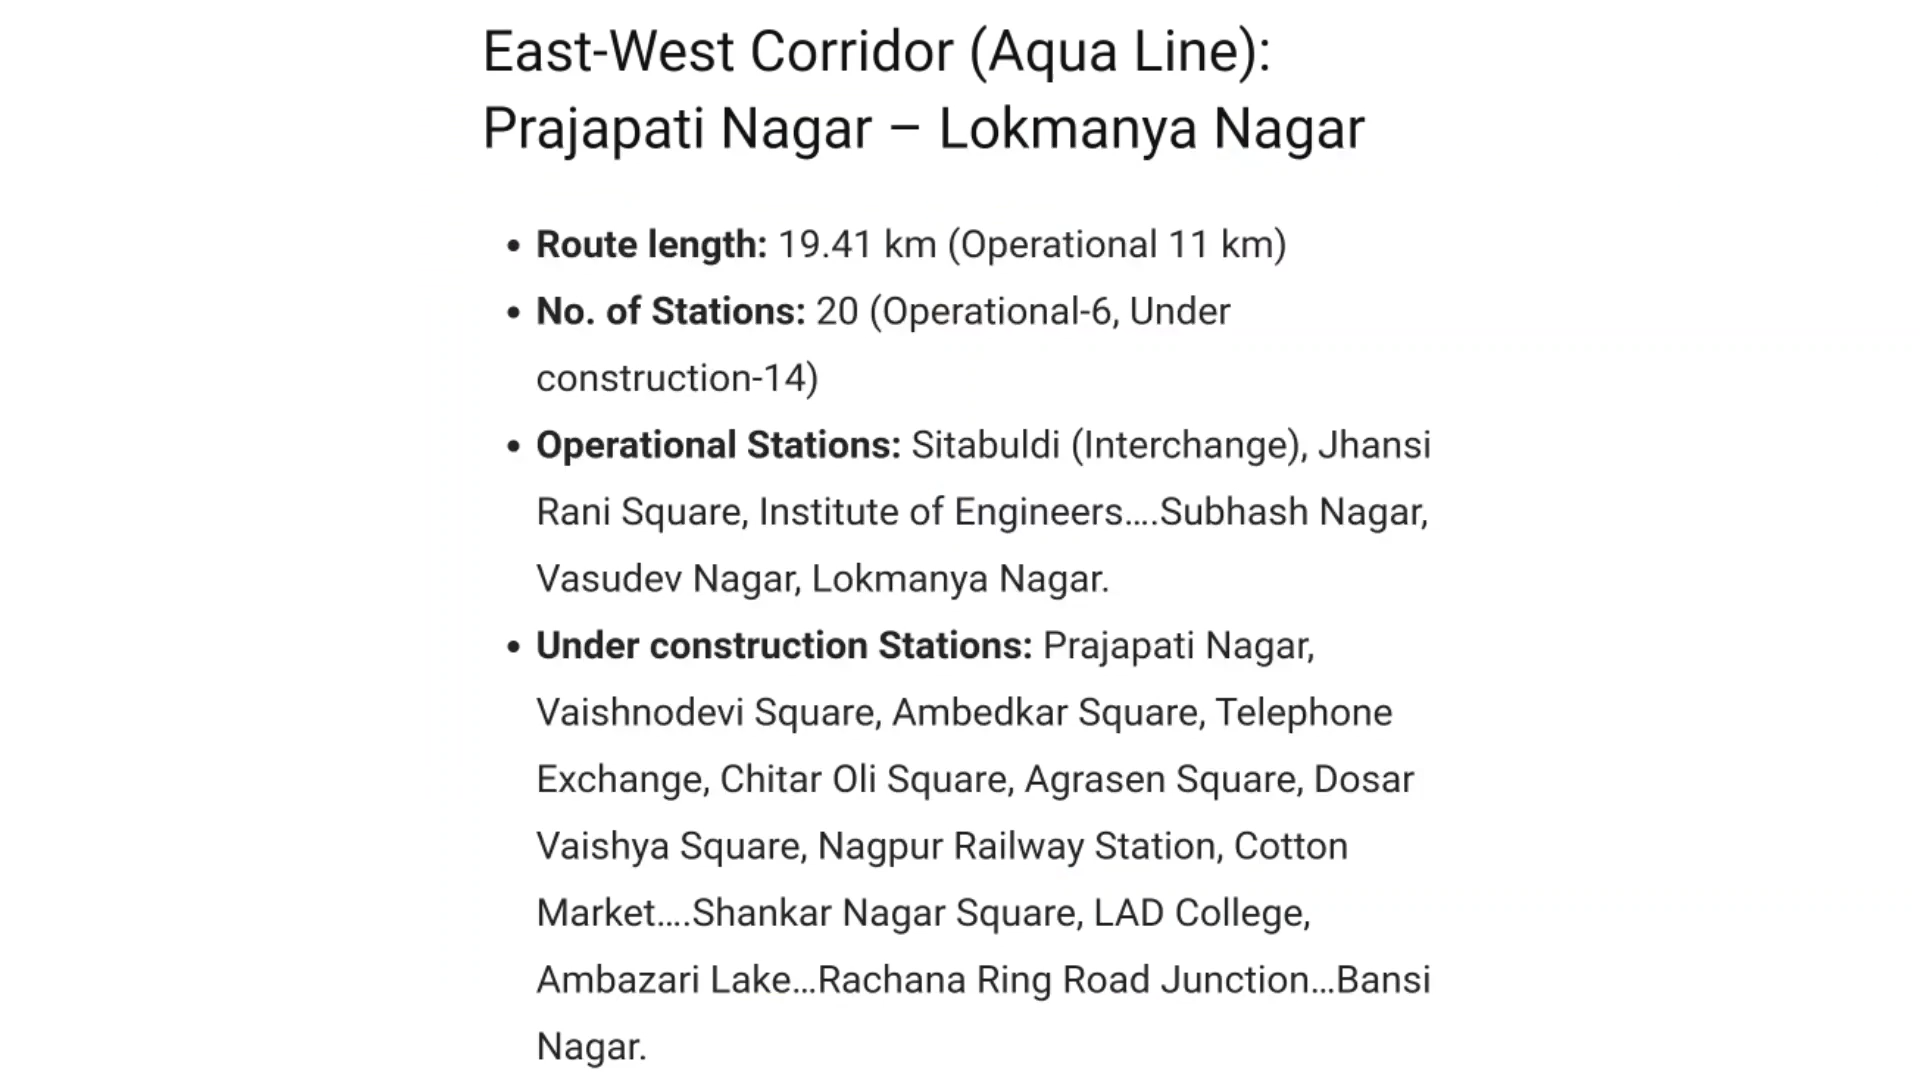 East-West Corridor (Aqua Line):
Prajapati Nagar – Lokmanya Nagar
• Route length: 19.41 km (Operational 11 km)
• No. of Stations: 20 (Operational-6, Under
construction-14)
• Operational Stations: Sitabuldi (Interchange), Jhansi
Rani Square, Institute of Engineers….Subhash Nagar,
Vasudev Nagar, Lokmanya Nagar.
• Under construction Stations: Prajapati Nagar,
Vaishnodevi Square, Ambedkar Square, Telephone
Exchange, Chitar Oli Square, Agrasen Square, Dosar
Vaishya Square, Nagpur Railway Station, Cotton
Market….Shankar Nagar Square, LAD College,
Ambazari Lake…Rachana Ring Road Junction…Bansi
Nagar.